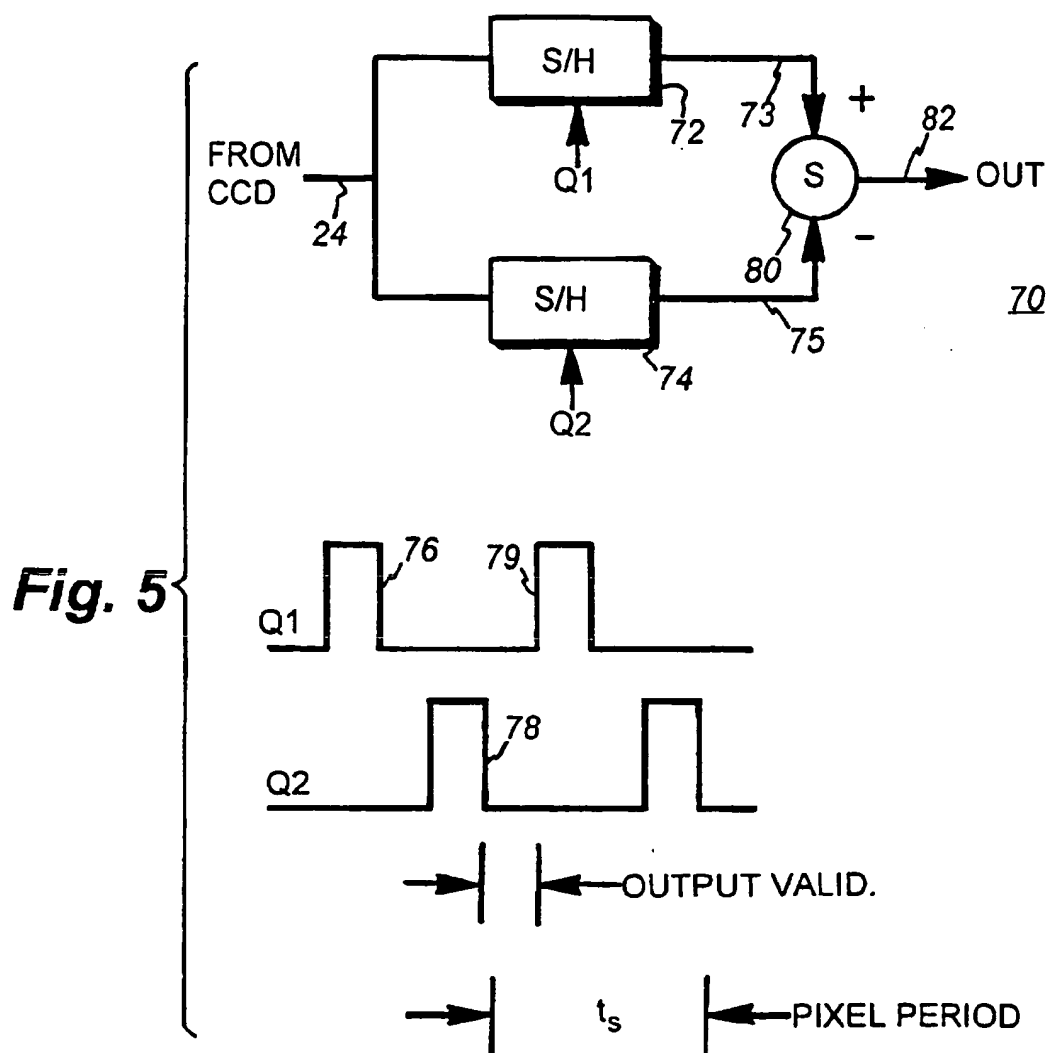 S/H
72
73
+
FROM
CCD
24
Q1
S
82
OUT
80
-
S/H
74
75
70
Q2
Fig. 5
Q1
76
79
Q2
78
OUTPUT VALID.
ts
PIXEL PERIOD